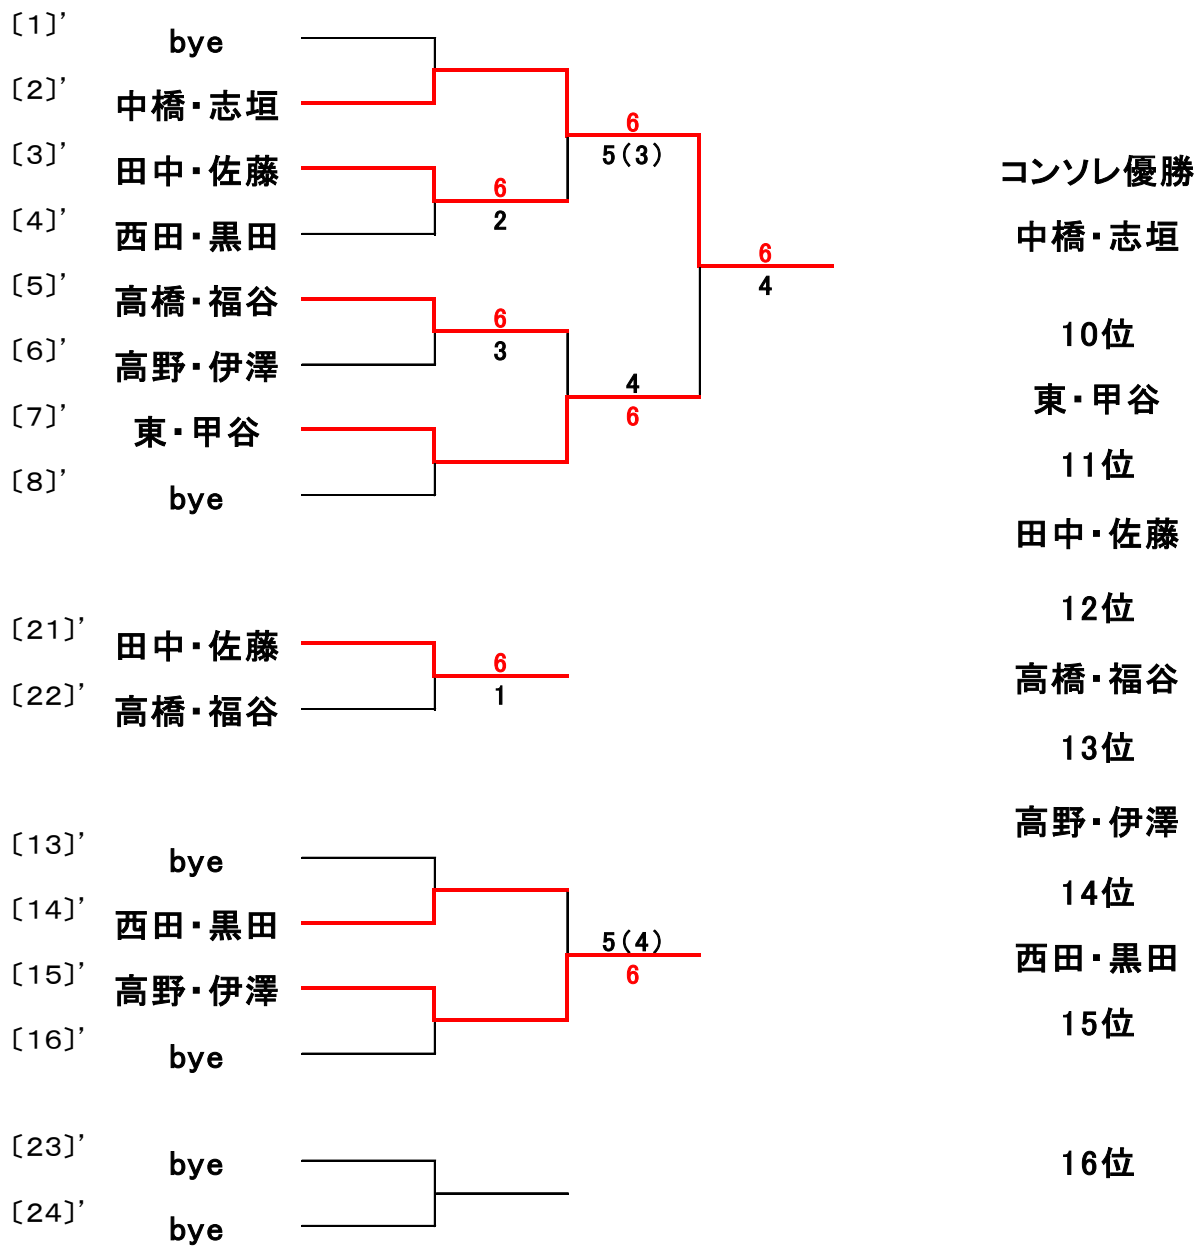 〔1〕’ bye
〔2〕’ 中橋・志垣
〔3〕’ 田中・佐藤
〔4〕’ 西田・黒田
〔5〕’ 高橋・福谷
〔6〕’ 高野・伊澤
〔7〕’ 東・甲谷
〔8〕’ bye
6
2
6
3
6
5(3)
4
6
6
4
〔21〕’ 田中・佐藤
〔22〕’ 高橋・福谷
6
1
〔13〕’ bye
〔14〕’ 西田・黒田
〔15〕’ 高野・伊澤
〔16〕’ bye
5(4)
6
〔23〕’ bye
〔24〕’ bye
コンソレ優勝
中橋・志垣
10位
東・甲谷
11位
田中・佐藤
12位
高橋・福谷
13位
高野・伊澤
14位
西田・黒田
15位
16位